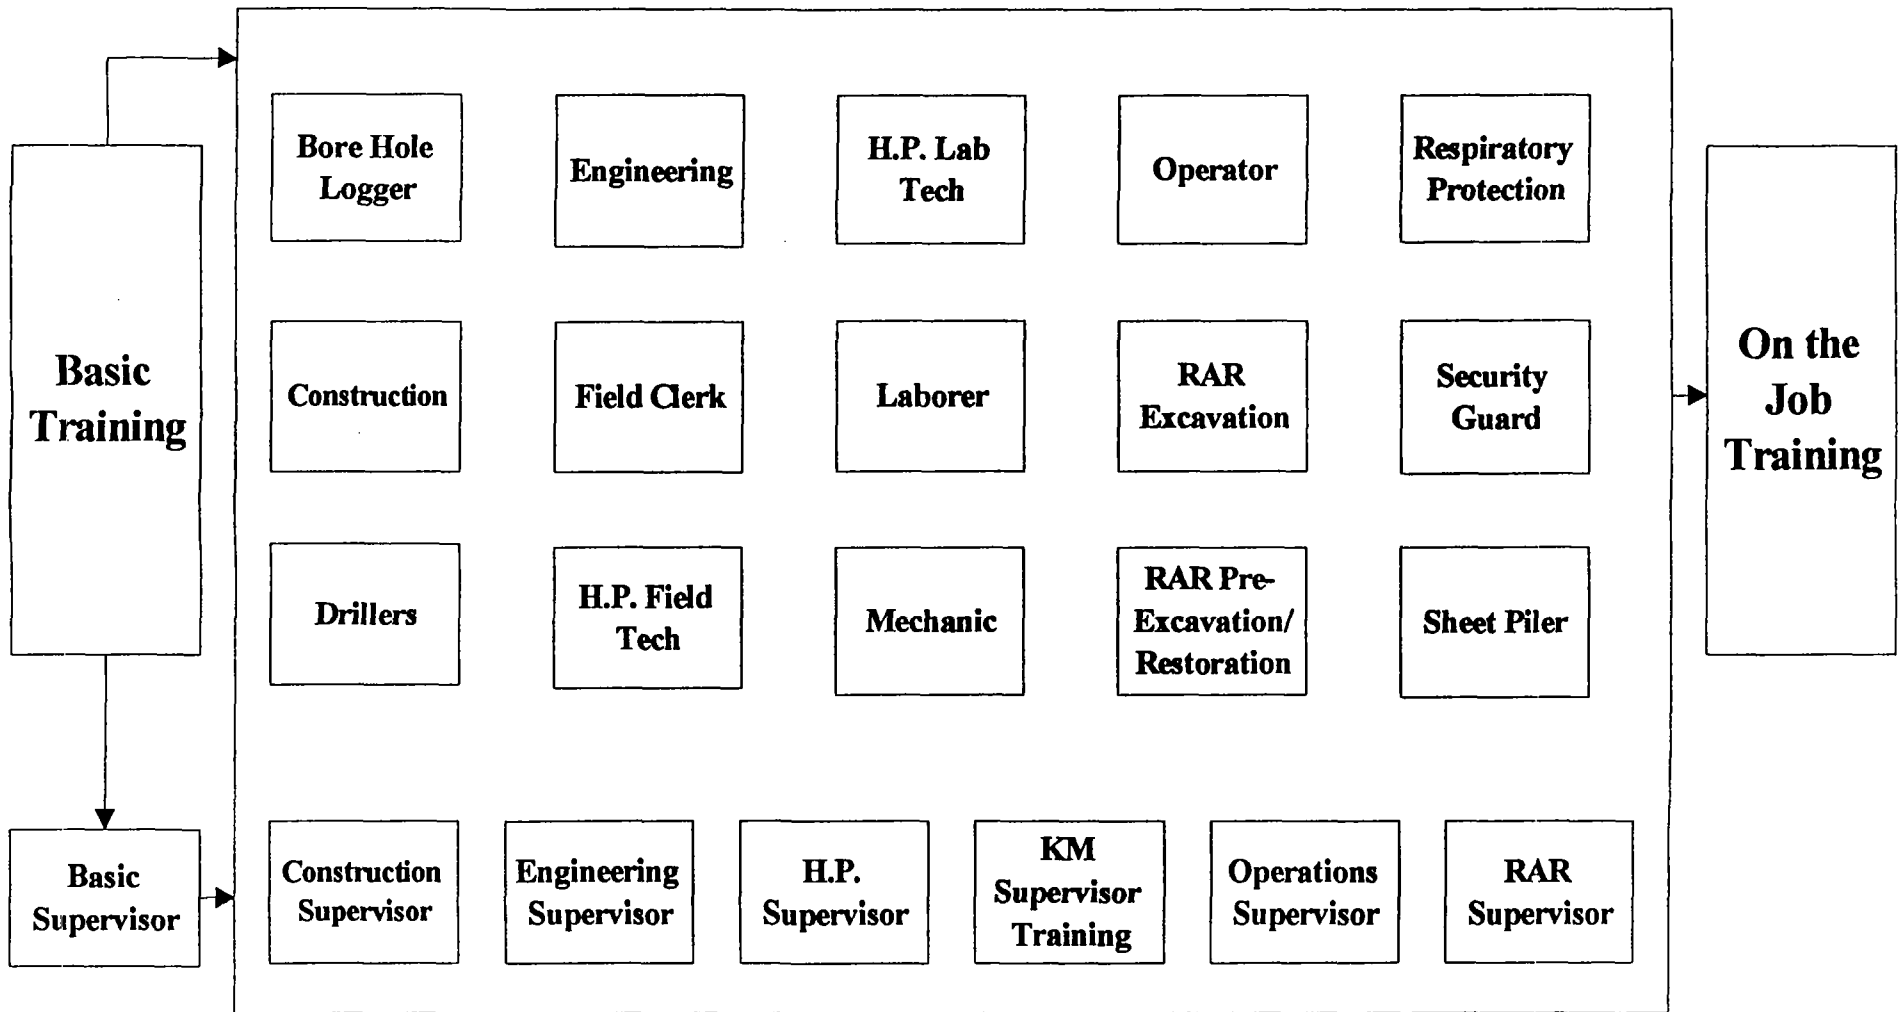 Basic
Training
Bore Hole
Logger
Engineering
H.P. Lab
Tech
Operator
Respiratory
Protection
Construction
Field Clerk
Laborer
RAR
Excavation
Security
Guard
Drillers
H.P. Field
Tech
Mechanic
RAR Pre-
Excavation/
Restoration
Sheet Piler
Basic
Supervisor
Construction
Supervisor
Engineering
Supervisor
H.P.
Supervisor
KM
Supervisor
Training
Operations
Supervisor
RAR
Supervisor
On the
Job
Training